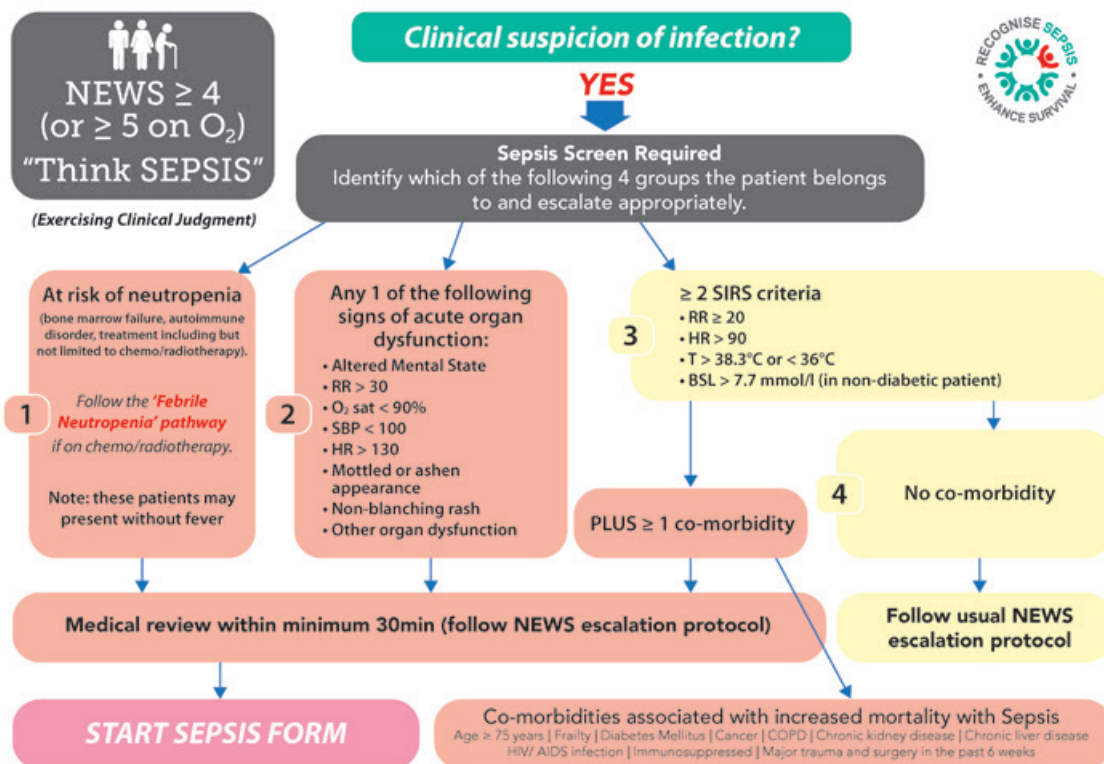 NEWS ≥ 4
(or ≥ 5 on O₂)
“Think SEPSIS”
(Exercising Clinical Judgment)
Clinical suspicion of infection?
YES
RECOGNISE SEPSIS
• ENHANCE SURVIVAL •
Sepsis Screen Required
Identify which of the following 4 groups the patient belongs
to and escalate appropriately.
1
At risk of neutropenia
(bone marrow failure, autoimmune
disorder, treatment including but
not limited to chemo/radiotherapy).
Follow the ‘Febrile
Neutropenia’ pathway
if on chemo/radiotherapy.
Note: these patients may
present without fever
2
Any 1 of the following
signs of acute organ
dysfunction:
• Altered Mental State
• RR > 30
• O₂ sat < 90%
• SBP < 100
• HR > 130
• Mottled or ashen
appearance
• Non-blanching rash
• Other organ dysfunction
3
≥ 2 SIRS criteria
• RR ≥ 20
• HR > 90
• T > 38.3°C or < 36°C
• BSL > 7.7 mmol/l (in non-diabetic patient)
PLUS ≥ 1 co-morbidity
4
No co-morbidity
Medical review within minimum 30min (follow NEWS escalation protocol)
Follow usual NEWS
escalation protocol
START SEPSIS FORM
Co-morbidities associated with increased mortality with Sepsis
Age ≥ 75 years | Frailty | Diabetes Mellitus | Cancer | COPD | Chronic kidney disease | Chronic liver disease
HIV/ AIDS infection | Immunosuppressed | Major trauma and surgery in the past 6 weeks